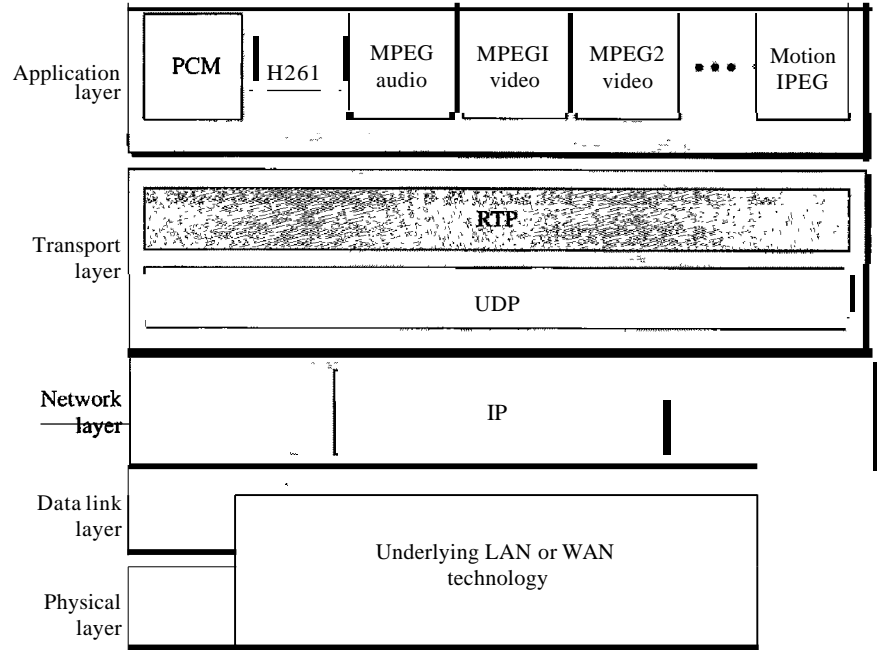 Application
layer
PCM
H261
MPEG
audio
MPEGI
video
MPEG2
video
•••
Motion
IPEG
Transport
layer
RTP
UDP
Network
layer
IP
Data link
layer
Physical
layer
Underlying LAN or WAN
technology